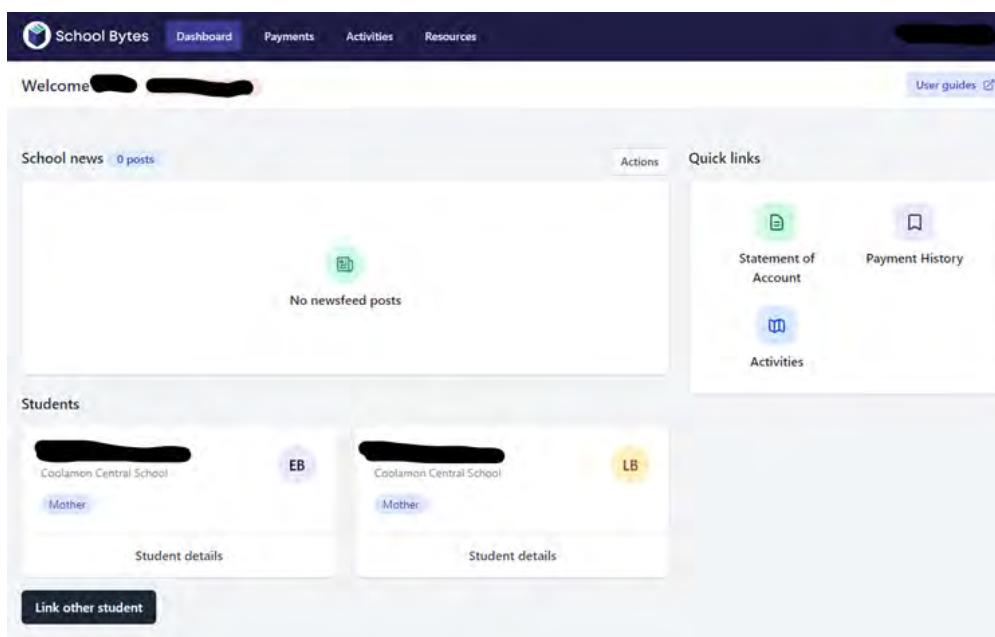 School Bytes Dashboard Payments Activities Resources
Welcome
User guides
School news 0 posts
Actions
No newsfeed posts
Quick links
Statement of
Account
Payment History
Activities
Students
Coolamon Central School
EB
Mother
Student details
Coolamon Central School
LB
Mother
Student details
Link other student